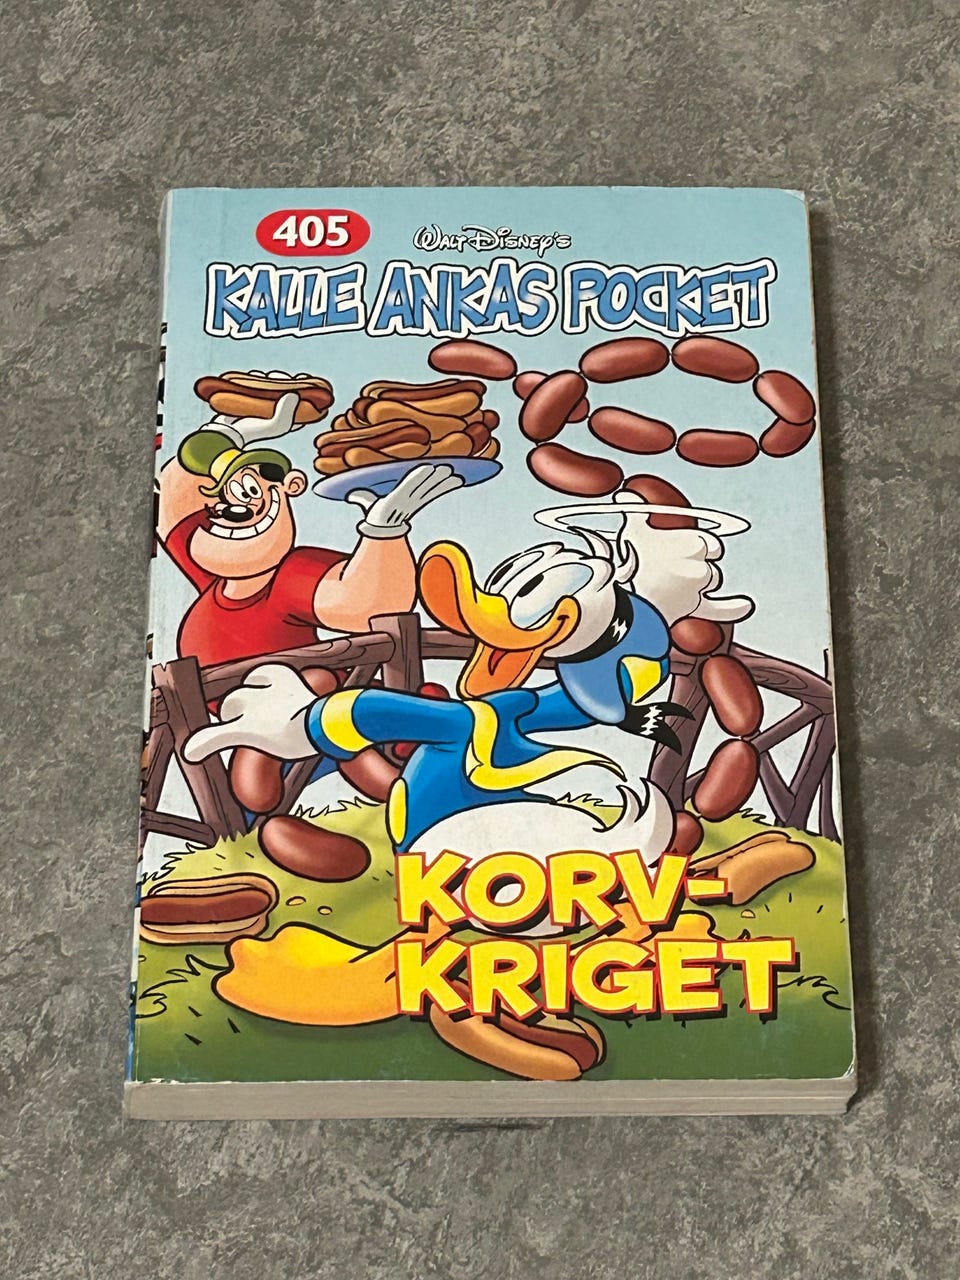 405
Walt Disney's
KALLE ANKAS POCKET
KORV-
KRIGET